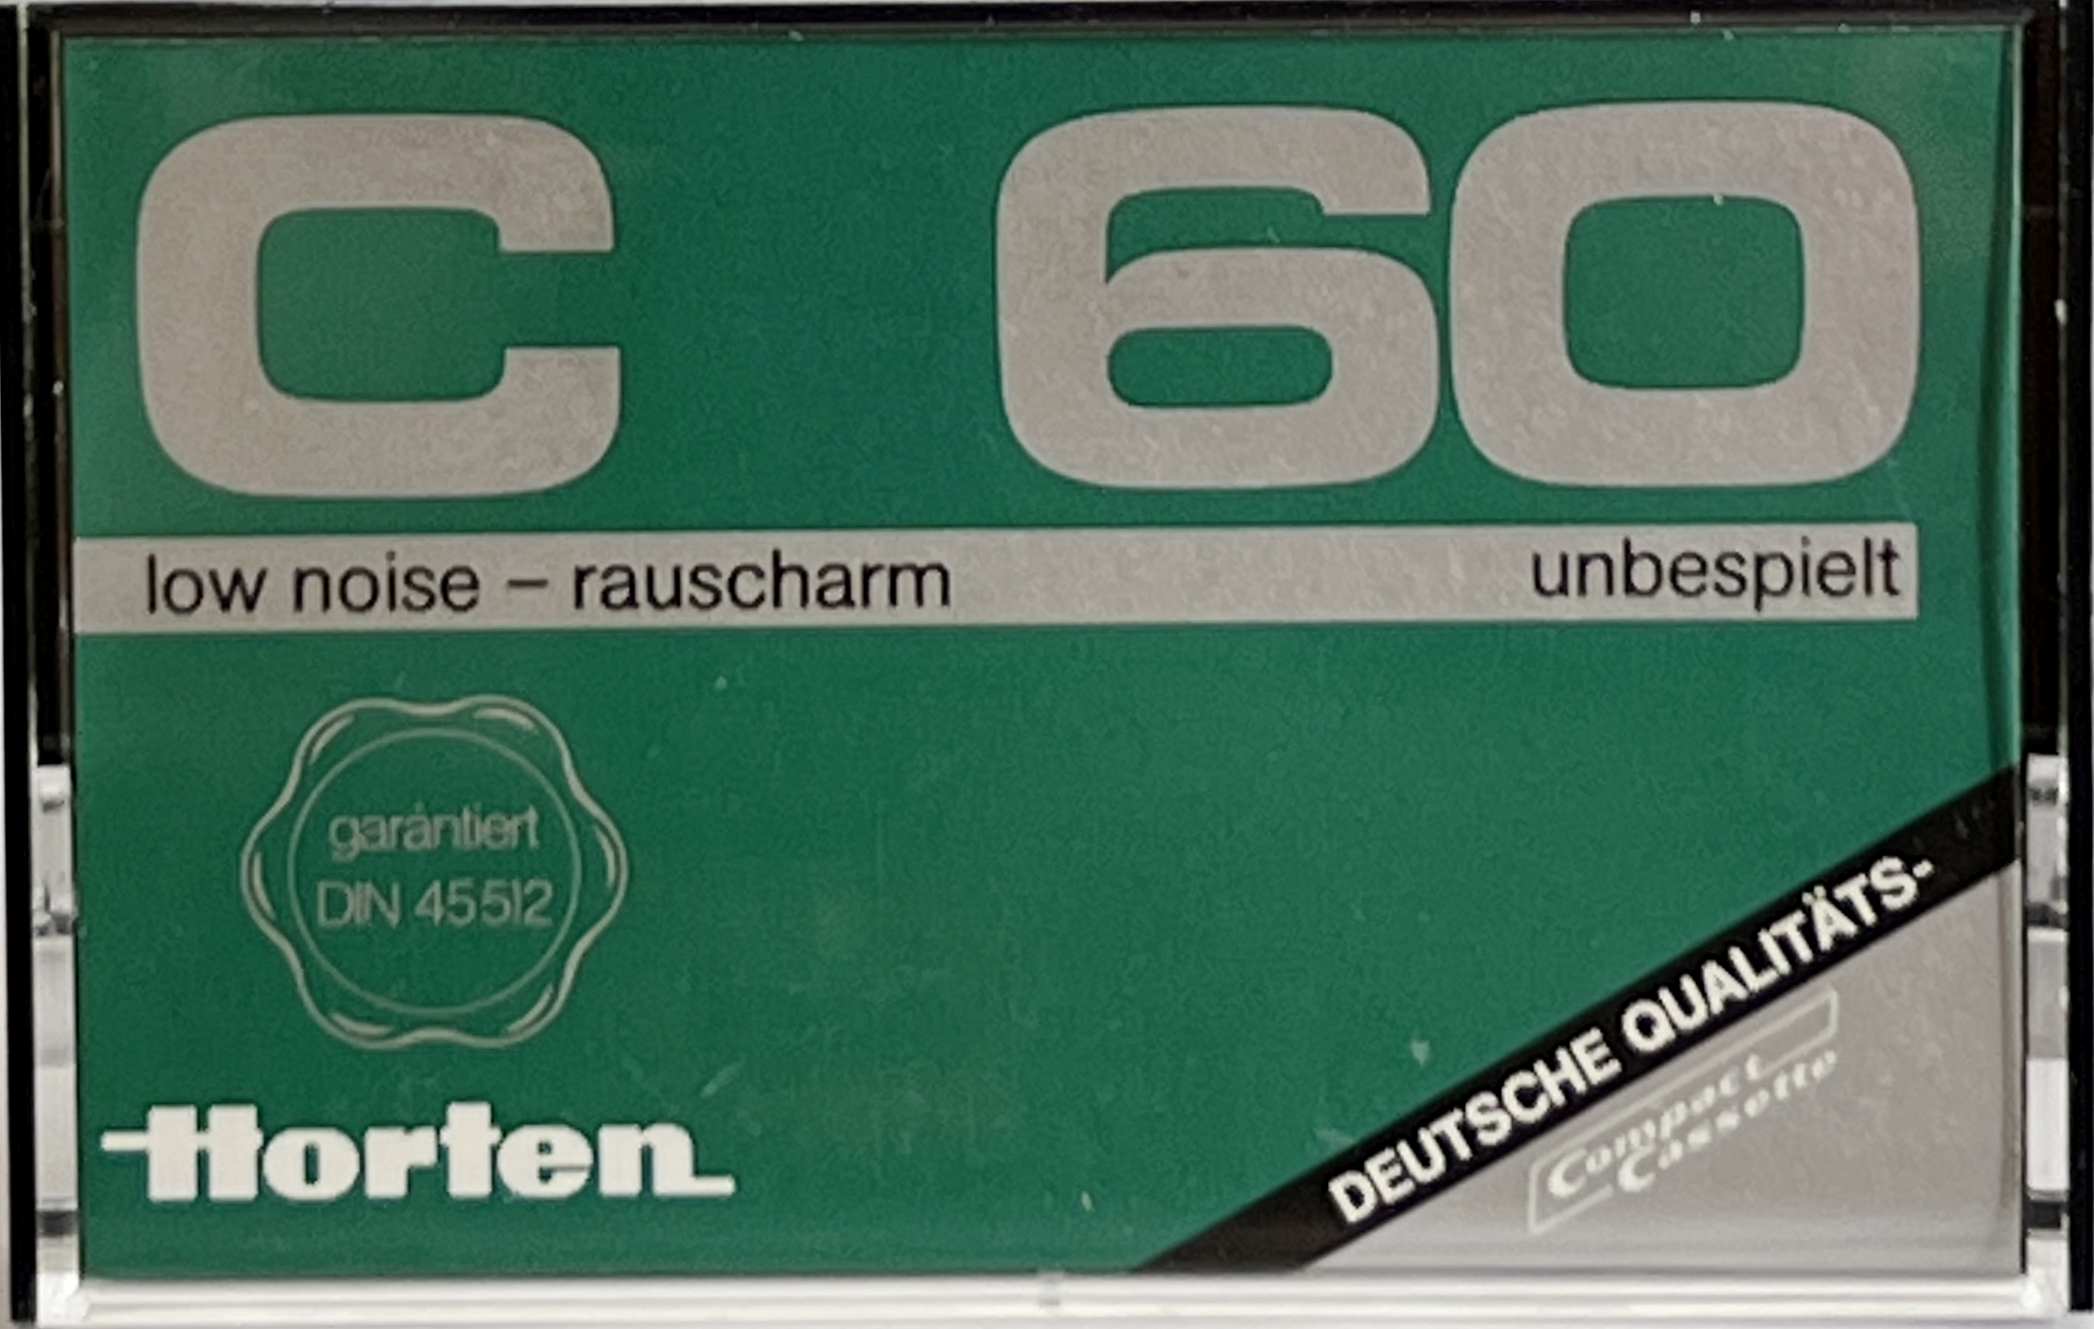 C 60
low noise – rauscharm unbespielt
garantiert
DIN 45512
Horten
DEUTSCHE QUALITÄTS-
Compact
Cassette